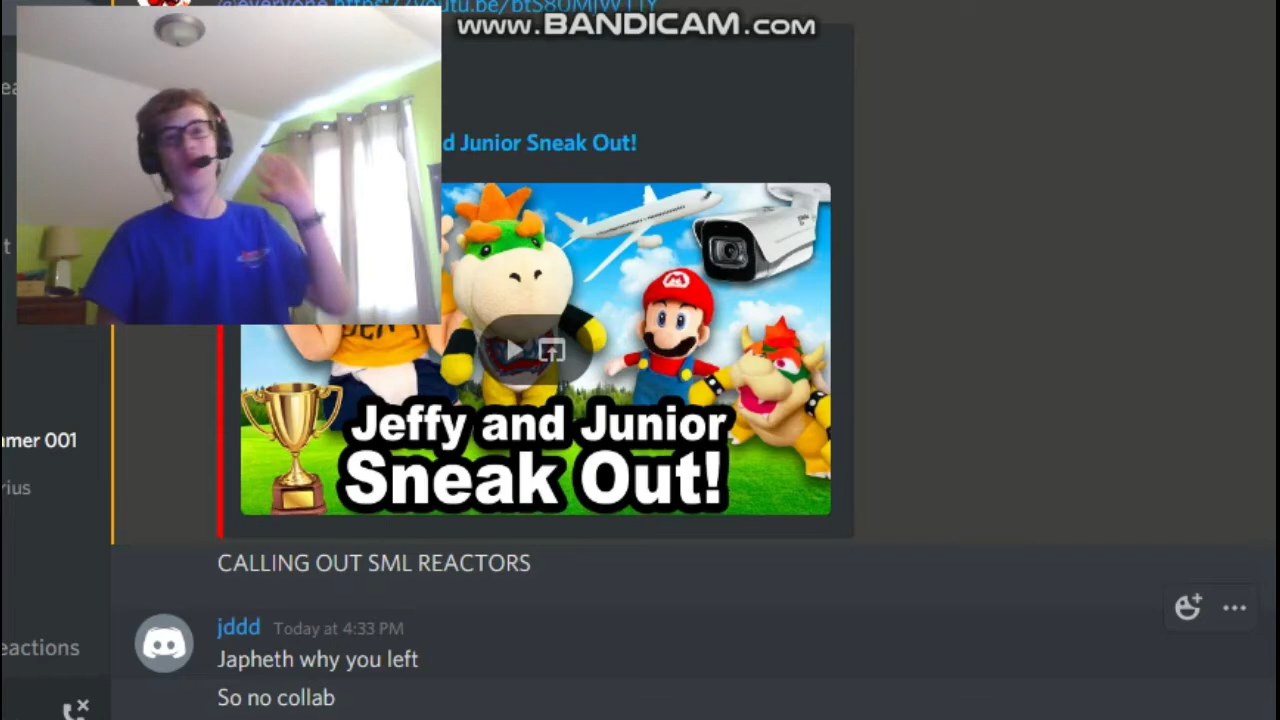 www.BANDICAM.com
d Junior Sneak Out!
Jeffy and Junior
Sneak Out!
mer 001
rius
CALLING OUT SML REACTORS
jddd Today at 4:33 PM
Japheth why you left
eactions
So no collab